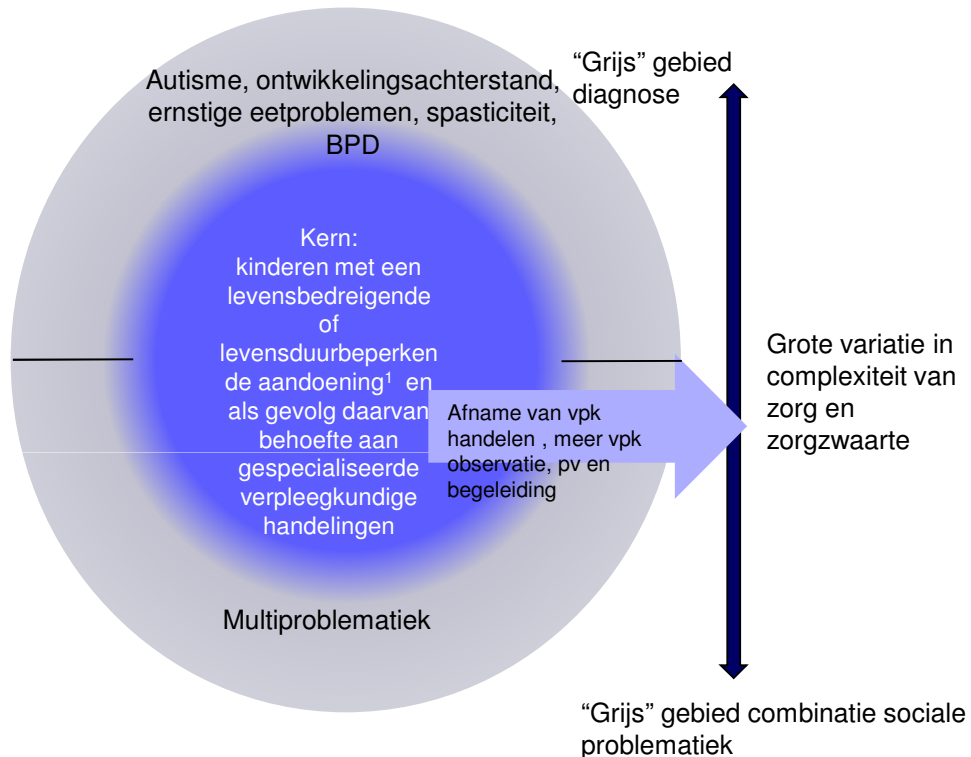 “Grijs” gebied
diagnose
Autisme, ontwikkelingsachterstand,
ernstige eetproblemen, spasticiteit,
BPD
Kern:
kinderen met een
levensbedreigende
of
levensduurbeperken
de aandoening¹ en
als gevolg daarvan
behoefte aan
gespecialiseerde
verpleegkundige
handelingen
Afname van vpk
handelen , meer vpk
observatie, pv en
begeleiding
Grote variatie in
complexiteit van
zorg en
zorgzwaarte
Multiproblematiek
“Grijs” gebied combinatie sociale
problematiek